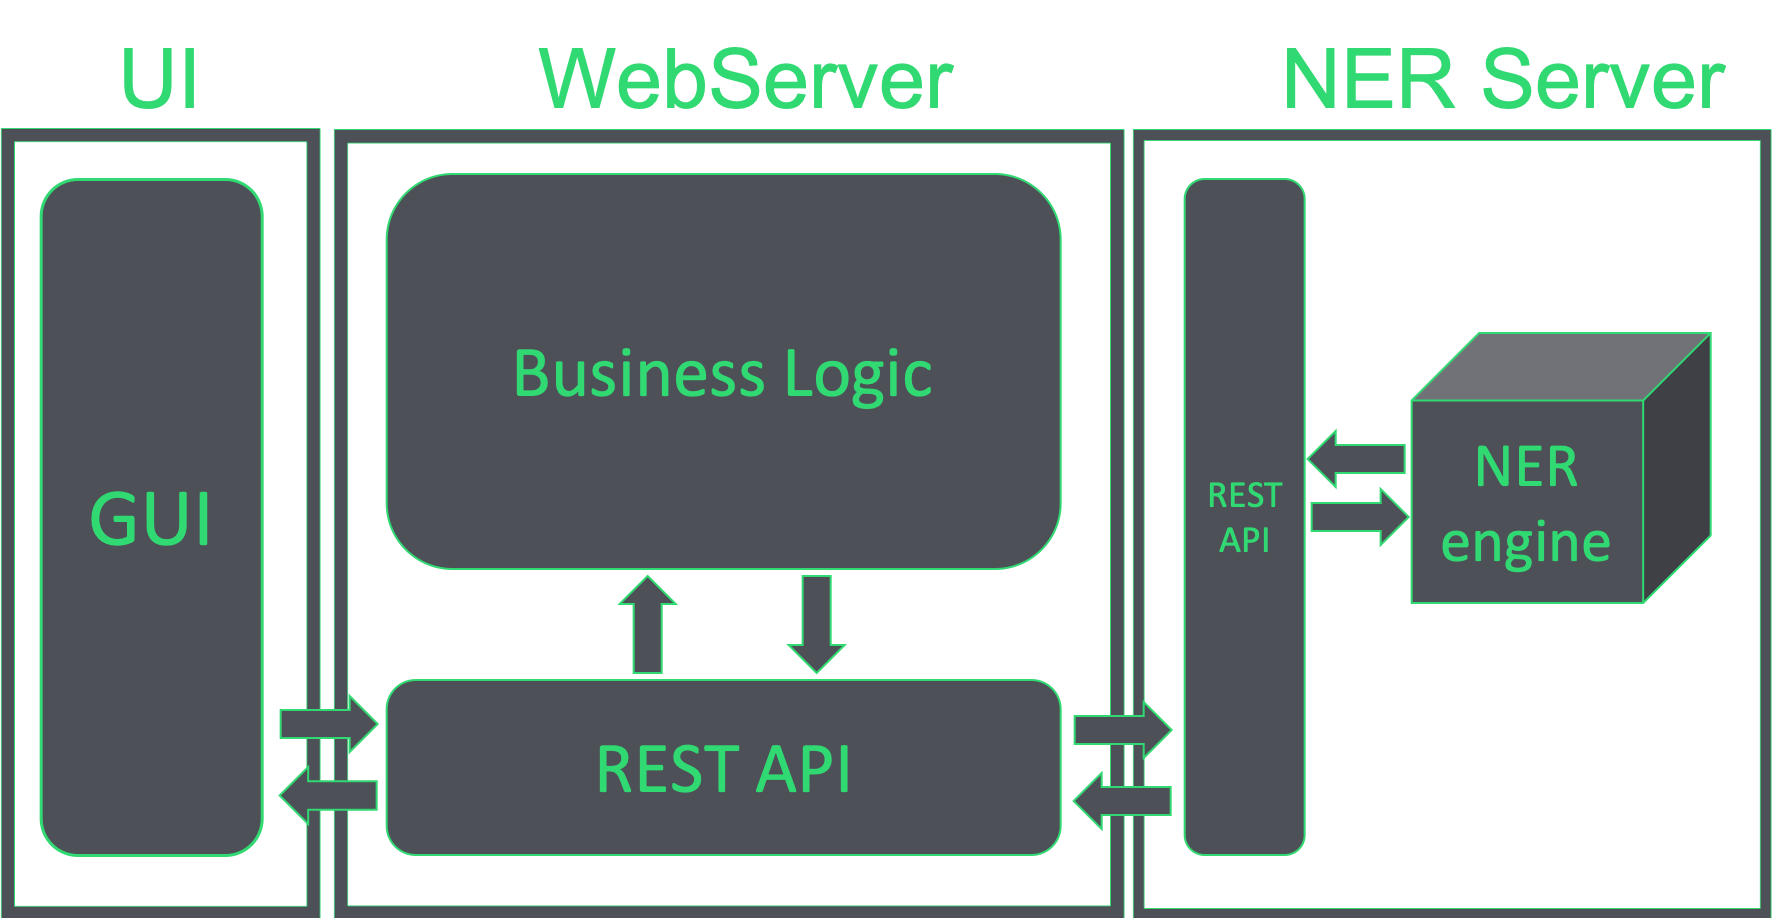 UI
WebServer
NER Server
GUI
Business Logic
REST API
REST
API
NER
engine